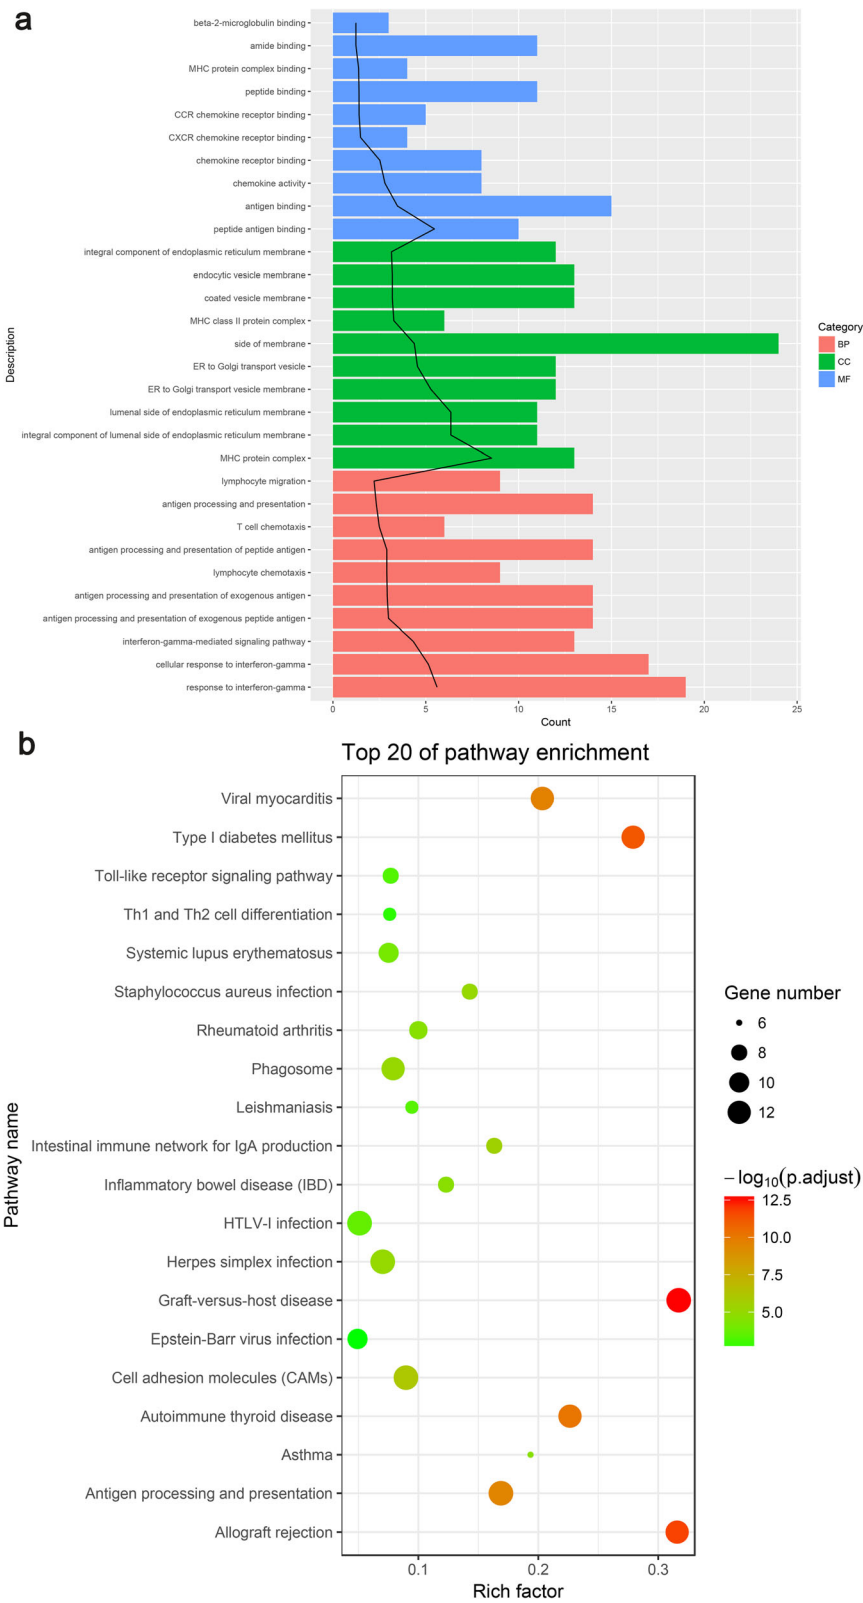 a
beta-2-microglobulin binding
amide binding
MHC protein complex binding
peptide binding
CCR chemokine receptor binding
CXCR chemokine receptor binding
chemokine receptor binding
chemokine activity
antigen binding
peptide antigen binding
integral component of endoplasmic reticulum membrane
endocytic vesicle membrane
coated vesicle membrane
MHC class II protein complex
side of membrane
ER to Golgi transport vesicle
ER to Golgi transport vesicle membrane
lumenal side of endoplasmic reticulum membrane
integral component of lumenal side of endoplasmic reticulum membrane
MHC protein complex
lymphocyte migration
antigen processing and presentation
T cell chemotaxis
antigen processing and presentation of peptide antigen
lymphocyte chemotaxis
antigen processing and presentation of exogenous antigen
antigen processing and presentation of exogenous peptide antigen
interferon-gamma-mediated signaling pathway
cellular response to interferon-gamma
response to interferon-gamma
Description
0 5 10 15 20 25
Count
Category
BP
CC
MF
b
Top 20 of pathway enrichment
Viral myocarditis
Type I diabetes mellitus
Toll-like receptor signaling pathway
Th1 and Th2 cell differentiation
Systemic lupus erythematosus
Staphylococcus aureus infection
Rheumatoid arthritis
Phagosome
Leishmaniasis
Intestinal immune network for IgA production
Inflammatory bowel disease (IBD)
HTLV-I infection
Herpes simplex infection
Graft-versus-host disease
Epstein-Barr virus infection
Cell adhesion molecules (CAMs)
Autoimmune thyroid disease
Asthma
Antigen processing and presentation
Allograft rejection
Pathway name
0.1 0.2 0.3
Rich factor
Gene number
6
8
10
12
−log₁₀(p.adjust)
12.5
10.0
7.5
5.0